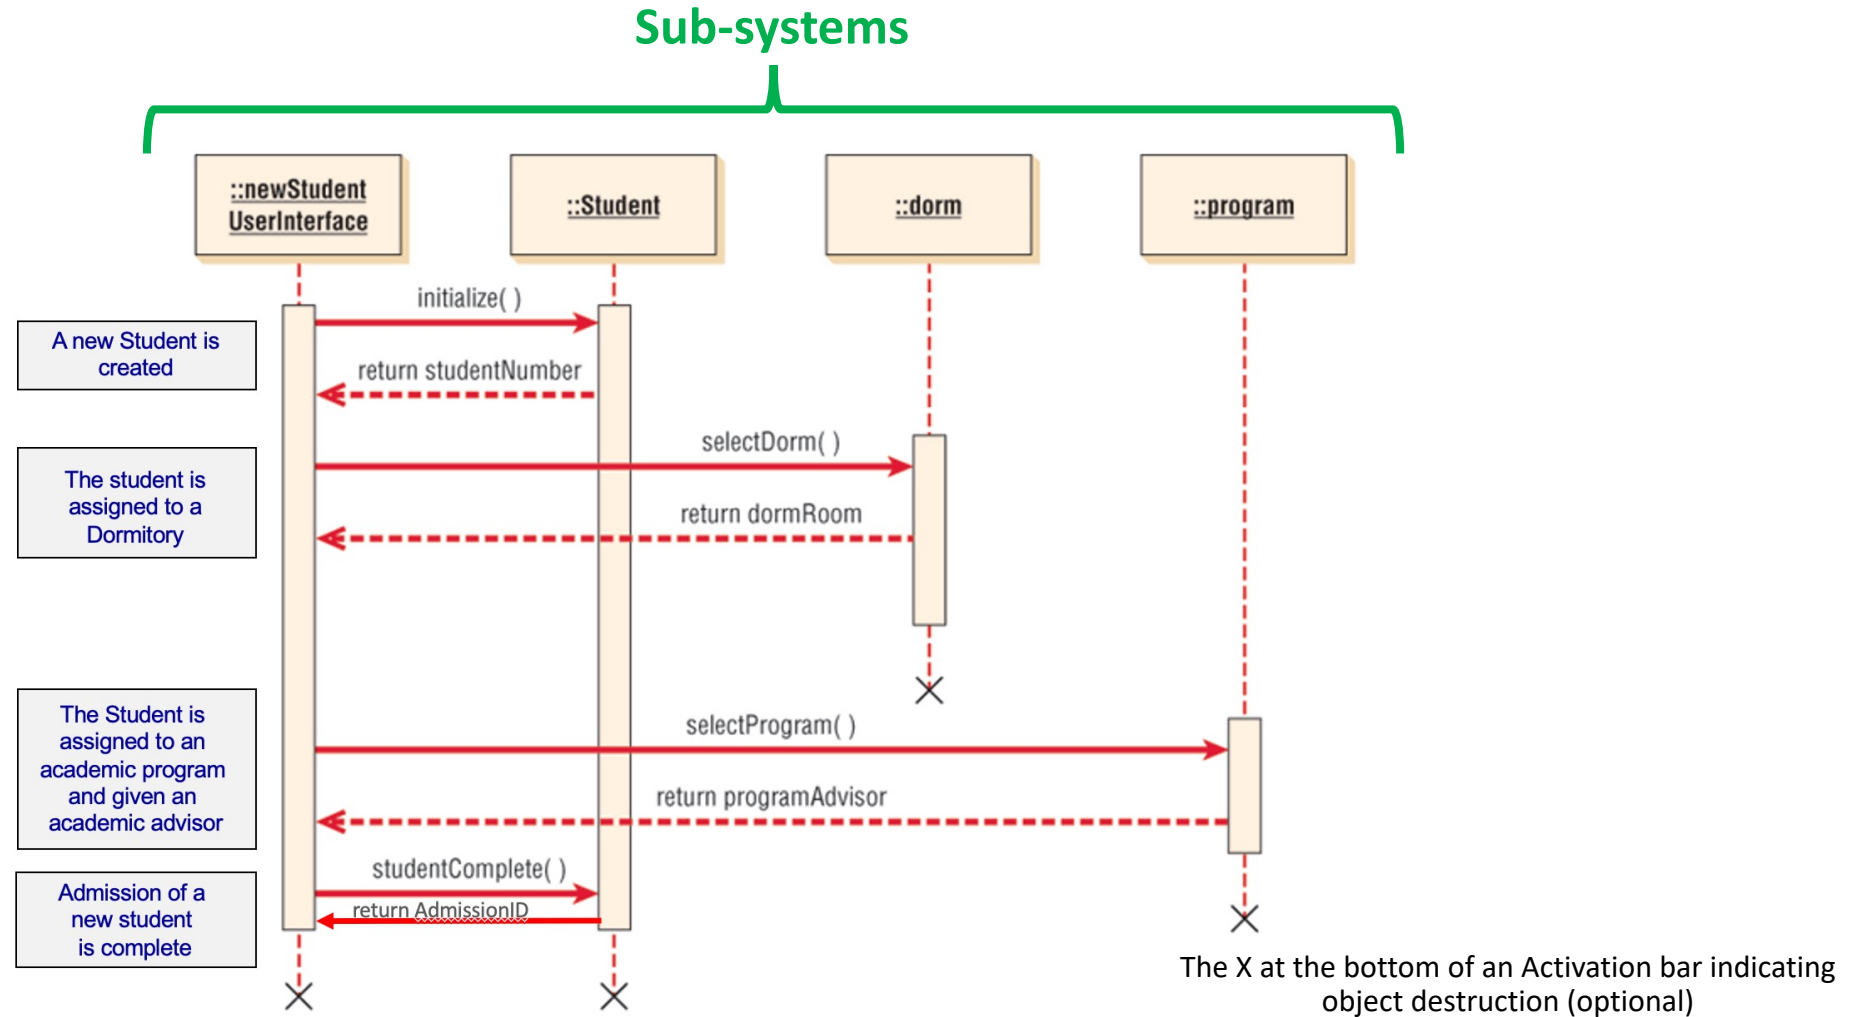 Sub-systems
::newStudent
UserInterface
::Student
::dorm
::program
initialize( )
A new Student is
created
return studentNumber
selectDorm( )
The student is
assigned to a
Dormitory
return dormRoom
The Student is
assigned to an
academic program
and given an
academic advisor
selectProgram( )
return programAdvisor
studentComplete( )
Admission of a
new student
is complete
return AdmissionID
The X at the bottom of an Activation bar indicating
object destruction (optional)